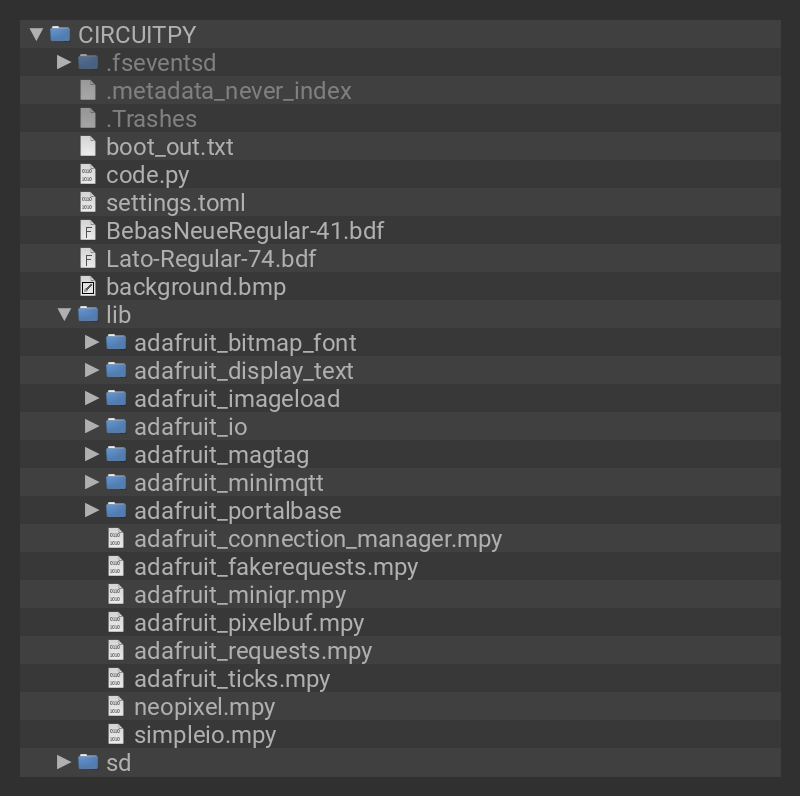 CIRCUITPY
.fseventsd
.metadata_never_index
.Trashes
boot_out.txt
code.py
settings.toml
BebasNeueRegular-41.bdf
Lato-Regular-74.bdf
background.bmp
lib
adafruit_bitmap_font
adafruit_display_text
adafruit_imageload
adafruit_io
adafruit_magtag
adafruit_minimqtt
adafruit_portalbase
adafruit_connection_manager.mpy
adafruit_fakerequests.mpy
adafruit_miniqr.mpy
adafruit_pixelbuf.mpy
adafruit_requests.mpy
adafruit_ticks.mpy
neopixel.mpy
simpleio.mpy
sd